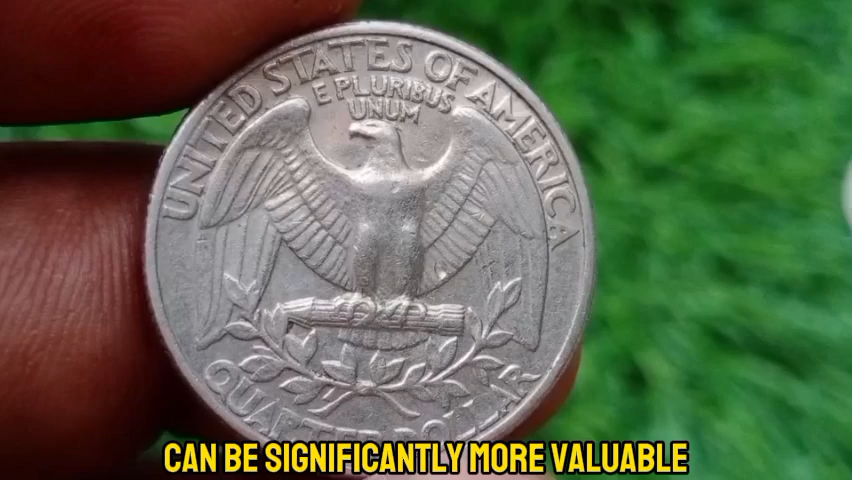 UNITED STATES OF AMERICA
E PLURIBUS
UNUM
QUARTER DOLLAR
CAN BE SIGNIFICANTLY MORE VALUABLE